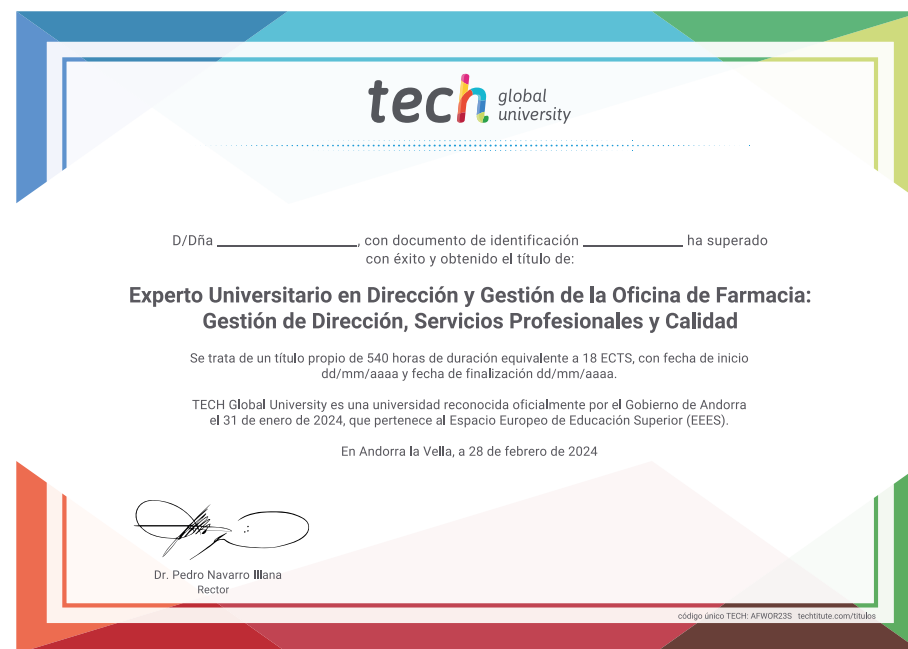 tech global university
D/Dña ____________, con documento de identificación ____________ ha superado
con éxito y obtenido el título de:
Experto Universitario en Dirección y Gestión de la Oficina de Farmacia:
Gestión de Dirección, Servicios Profesionales y Calidad
Se trata de un título propio de 540 horas de duración equivalente a 18 ECTS, con fecha de inicio
dd/mm/aaaa y fecha de finalización dd/mm/aaaa.
TECH Global University es una universidad reconocida oficialmente por el Gobierno de Andorra
el 31 de enero de 2024, que pertenece al Espacio Europeo de Educación Superior (EEES).
En Andorra la Vella, a 28 de febrero de 2024
Dr. Pedro Navarro Illana
Rector
código único TECH: AFWOR23S techtitute.com/titulos